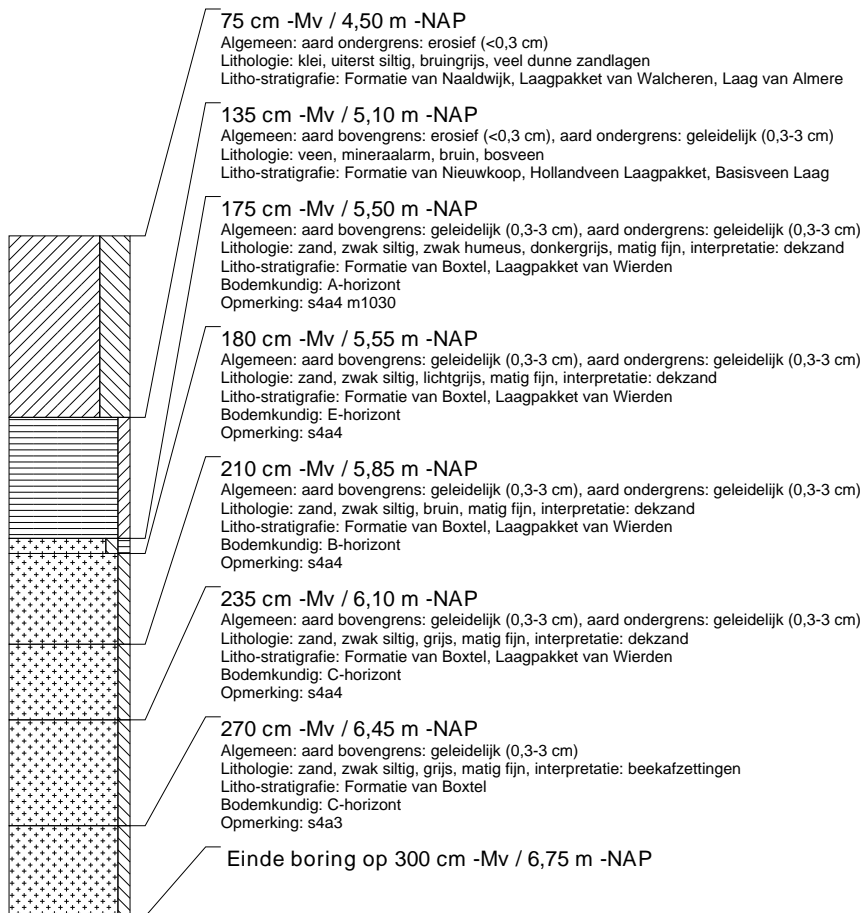 75 cm -Mv / 4,50 m -NAP
Algemeen: aard ondergrens: erosief (<0,3 cm)
Lithologie: klei, uiterst siltig, bruingrijs, veel dunne zandlagen
Litho-stratigrafie: Formatie van Naaldwijk, Laagpakket van Walcheren, Laag van Almere
135 cm -Mv / 5,10 m -NAP
Algemeen: aard bovengrens: erosief (<0,3 cm), aard ondergrens: geleidelijk (0,3-3 cm)
Lithologie: veen, mineraalarm, bruin, bosveen
Litho-stratigrafie: Formatie van Nieuwkoop, Hollandveen Laagpakket, Basisveen Laag
175 cm -Mv / 5,50 m -NAP
Algemeen: aard bovengrens: geleidelijk (0,3-3 cm), aard ondergrens: geleidelijk (0,3-3 cm)
Lithologie: zand, zwak siltig, zwak humeus, donkergrijs, matig fijn, interpretatie: dekzand
Litho-stratigrafie: Formatie van Boxtel, Laagpakket van Wierden
Bodemkundig: A-horizont
Opmerking: s4a4 m1030
180 cm -Mv / 5,55 m -NAP
Algemeen: aard bovengrens: geleidelijk (0,3-3 cm), aard ondergrens: geleidelijk (0,3-3 cm)
Lithologie: zand, zwak siltig, lichtgrijs, matig fijn, interpretatie: dekzand
Litho-stratigrafie: Formatie van Boxtel, Laagpakket van Wierden
Bodemkundig: E-horizont
Opmerking: s4a4
210 cm -Mv / 5,85 m -NAP
Algemeen: aard bovengrens: geleidelijk (0,3-3 cm), aard ondergrens: geleidelijk (0,3-3 cm)
Lithologie: zand, zwak siltig, bruin, matig fijn, interpretatie: dekzand
Litho-stratigrafie: Formatie van Boxtel, Laagpakket van Wierden
Bodemkundig: B-horizont
Opmerking: s4a4
235 cm -Mv / 6,10 m -NAP
Algemeen: aard bovengrens: geleidelijk (0,3-3 cm), aard ondergrens: geleidelijk (0,3-3 cm)
Lithologie: zand, zwak siltig, grijs, matig fijn, interpretatie: dekzand
Litho-stratigrafie: Formatie van Boxtel, Laagpakket van Wierden
Bodemkundig: C-horizont
Opmerking: s4a4
270 cm -Mv / 6,45 m -NAP
Algemeen: aard bovengrens: geleidelijk (0,3-3 cm)
Lithologie: zand, zwak siltig, grijs, matig fijn, interpretatie: beekafzettingen
Litho-stratigrafie: Formatie van Boxtel
Bodemkundig: C-horizont
Opmerking: s4a3
Einde boring op 300 cm -Mv / 6,75 m -NAP